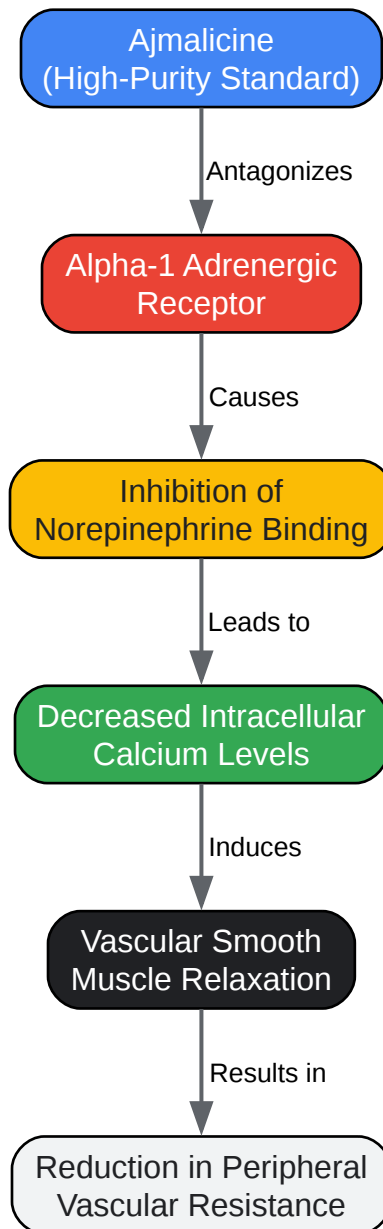 Ajmalicine
(High-Purity Standard)
Antagonizes
Alpha-1 Adrenergic
Receptor
Causes
Inhibition of
Norepinephrine Binding
Leads to
Decreased Intracellular
Calcium Levels
Induces
Vascular Smooth
Muscle Relaxation
Results in
Reduction in Peripheral
Vascular Resistance